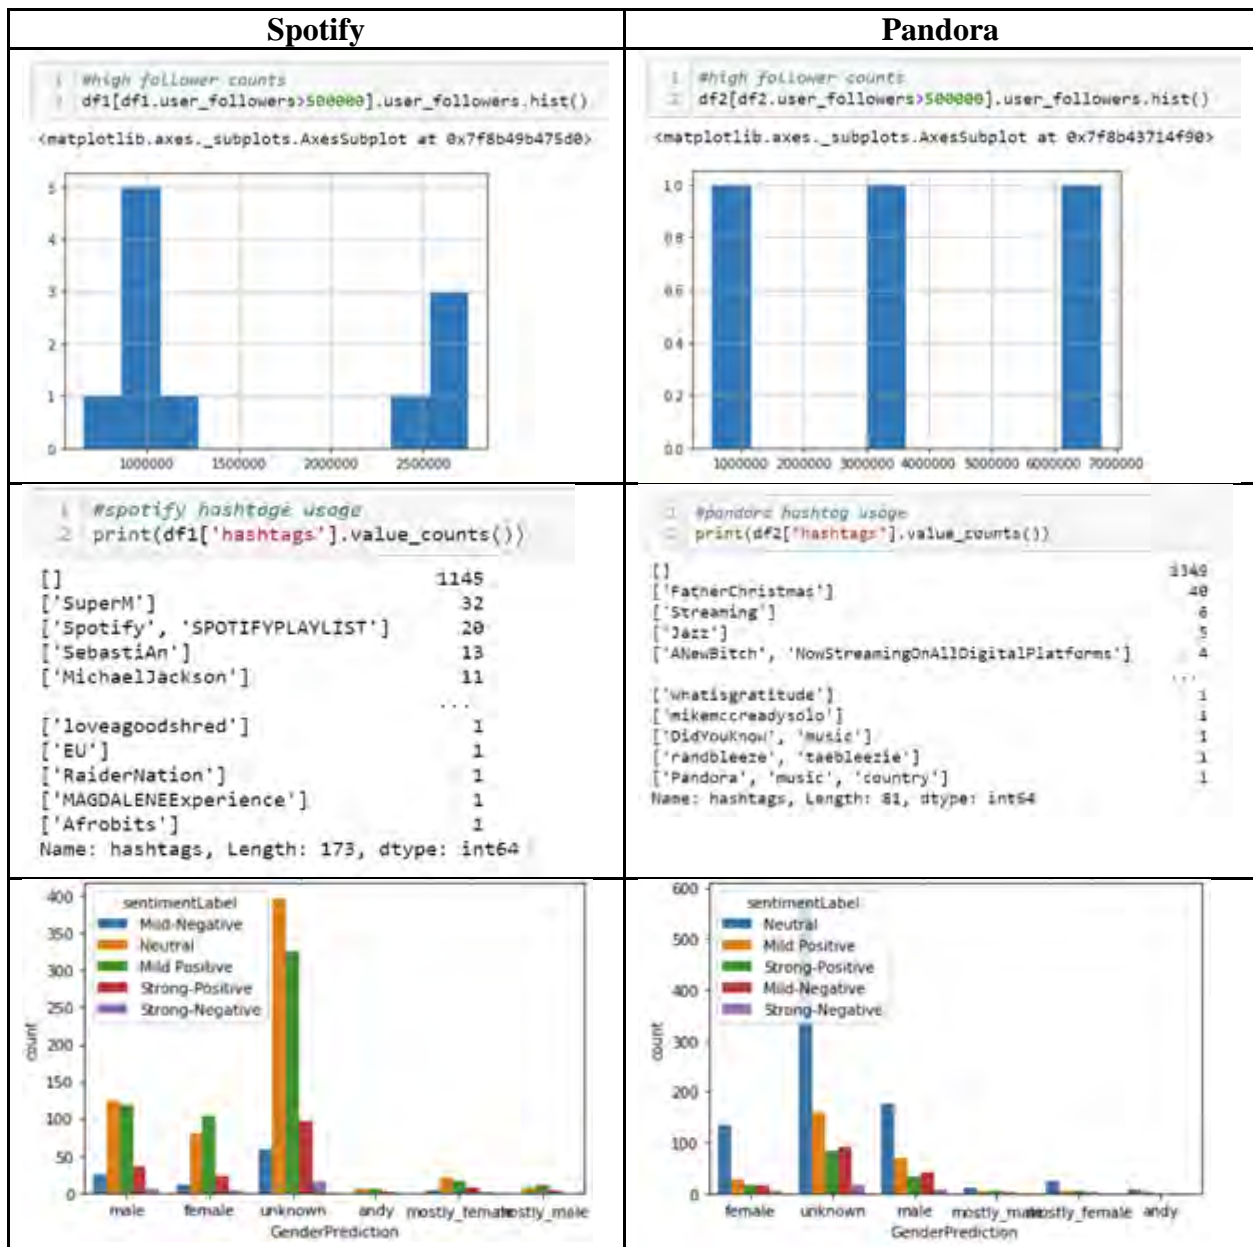 Spotify
Pandora
1 #high follower counts
2 df1[df1.user_followers>500000].user_followers.hist()
<matplotlib.axes._subplots.AxesSubplot at 0x7f8b49b475d0>
5
4
3
2
1
0
1000000 1500000 2000000 2500000
1 #high follower counts
2 df2[df2.user_followers>500000].user_followers.hist()
<matplotlib.axes._subplots.AxesSubplot at 0x7f8b43714f90>
1.0
0.8
0.6
0.4
0.2
0.0
1000000 2000000 3000000 4000000 5000000 6000000 7000000
1 #spotify hashtage usage
2 print(df1['hashtags'].value_counts())
[] 1145
['SuperM'] 32
['Spotify', 'SPOTIFYPLAYLIST'] 20
['SebastiAn'] 13
['MichaelJackson'] 11
...
['loveagoodshred'] 1
['EU'] 1
['RaiderNation'] 1
['MAGDALENEExperience'] 1
['Afrobits'] 1
Name: hashtags, Length: 173, dtype: int64
1 #pandora hashtag usage
2 print(df2["hashtags"].value_counts())
[]
['FatherChristmas'] 40
['Streaming'] 6
['Jazz'] 5
['ANewBitch', 'NowStreamingOnAllDigitalPlatforms'] 4
...
['whatisgratitude'] 1
['mikemccreadysolo'] 1
['DidYouKnow', 'music'] 1
['randbleeze', 'taebleezie'] 1
['Pandora', 'music', 'country'] 1
Name: hashtags, Length: 81, dtype: int64
400
350
300
250
200
150
100
50
0
count
sentimentLabel
Mild-Negative
Neutral
Mild Positive
Strong-Positive
Strong-Negative
male female unknown andy mostly_female mostly_male
GenderPrediction
600
500
400
300
200
100
0
count
sentimentLabel
Neutral
Mild Positive
Strong-Positive
Mild-Negative
Strong-Negative
female unknown male mostly_male mostly_female andy
GenderPrediction